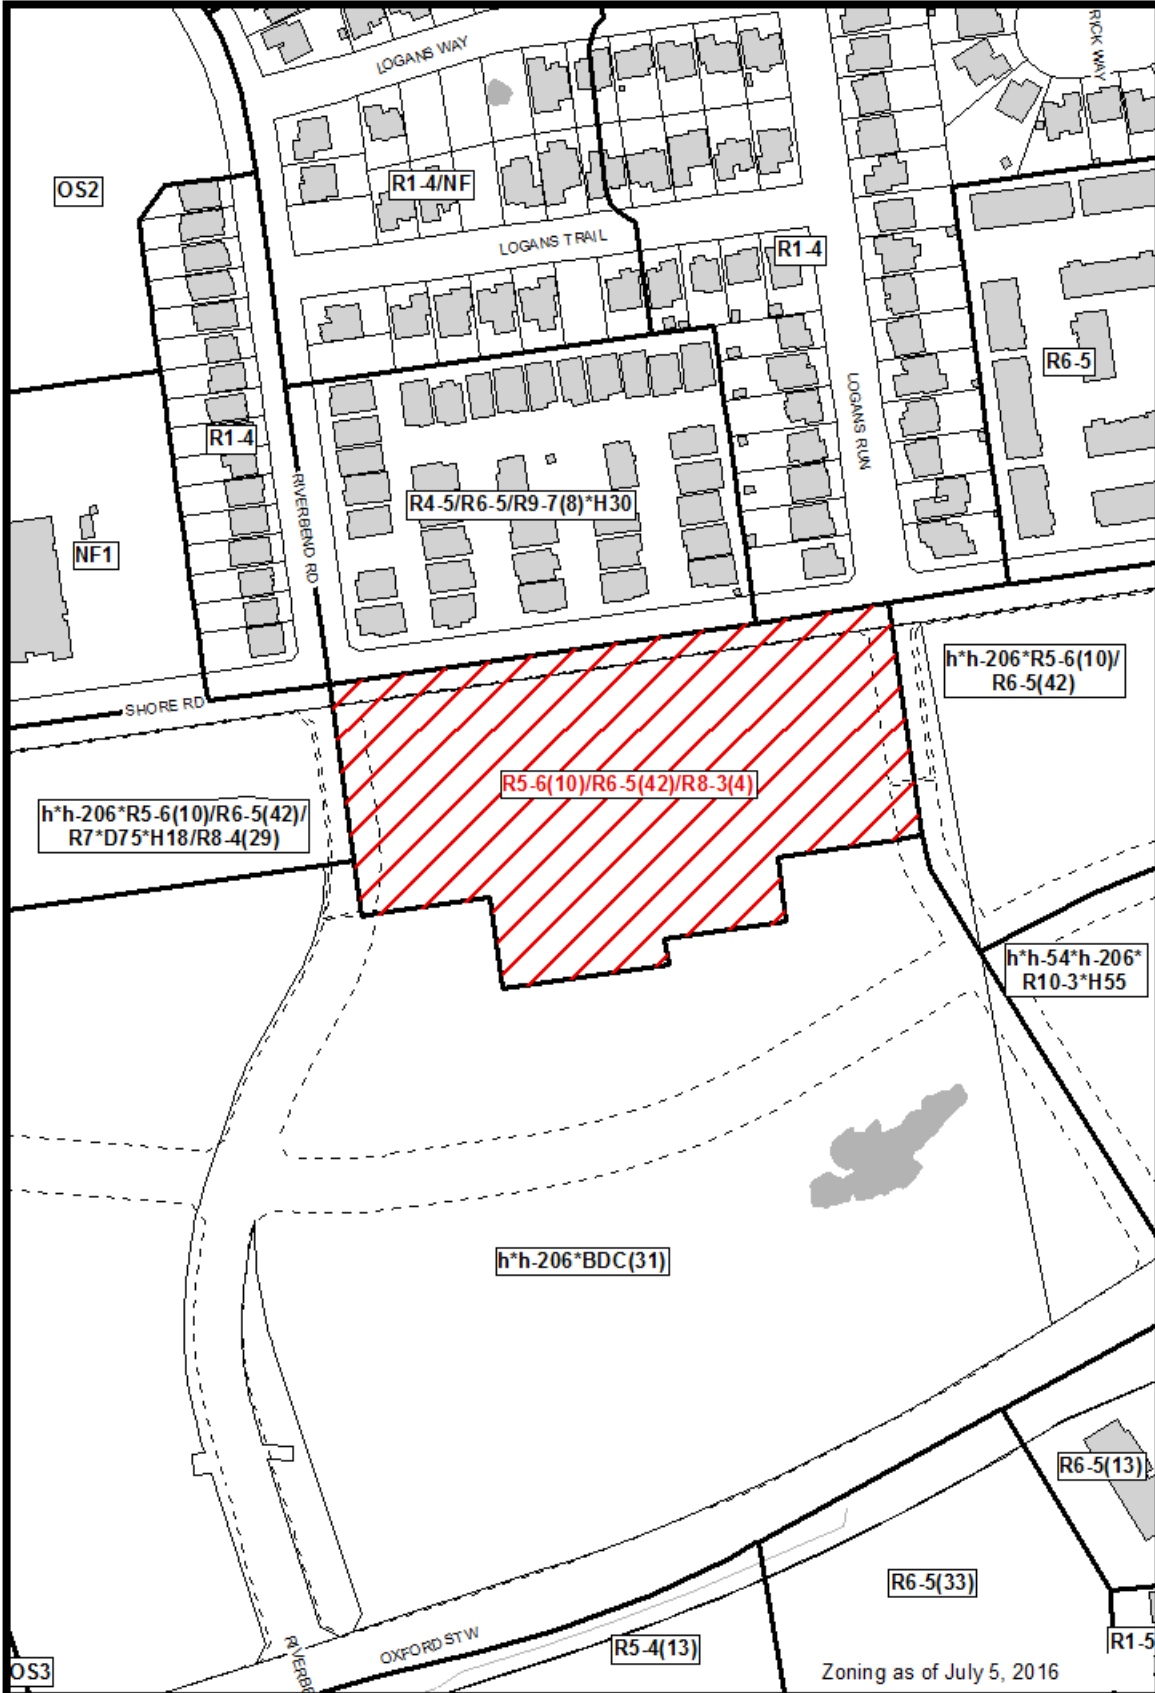 LOGANS WAY
RICK WAY
OS2
R1-4/NF
LOGANS TRAIL
R1-4
R6-5
R1-4
LOGANS RUN
RIVERBEND RD
R4-5/R6-5/R9-7(8)*H30
NF1
h*h-206*R5-6(10)/
R6-5(42)
SHORE RD
R5-6(10)/R6-5(42)/R8-3(4)
h*h-206*R5-6(10)/R6-5(42)/
R7*D75*H18/R8-4(29)
h*h-54*h-206*
R10-3*H55
h*h-206*BDC(31)
R6-5(13)
R6-5(33)
OXFORD ST W
RIVERBE
R5-4(13)
R1-5
OS3
Zoning as of July 5, 2016